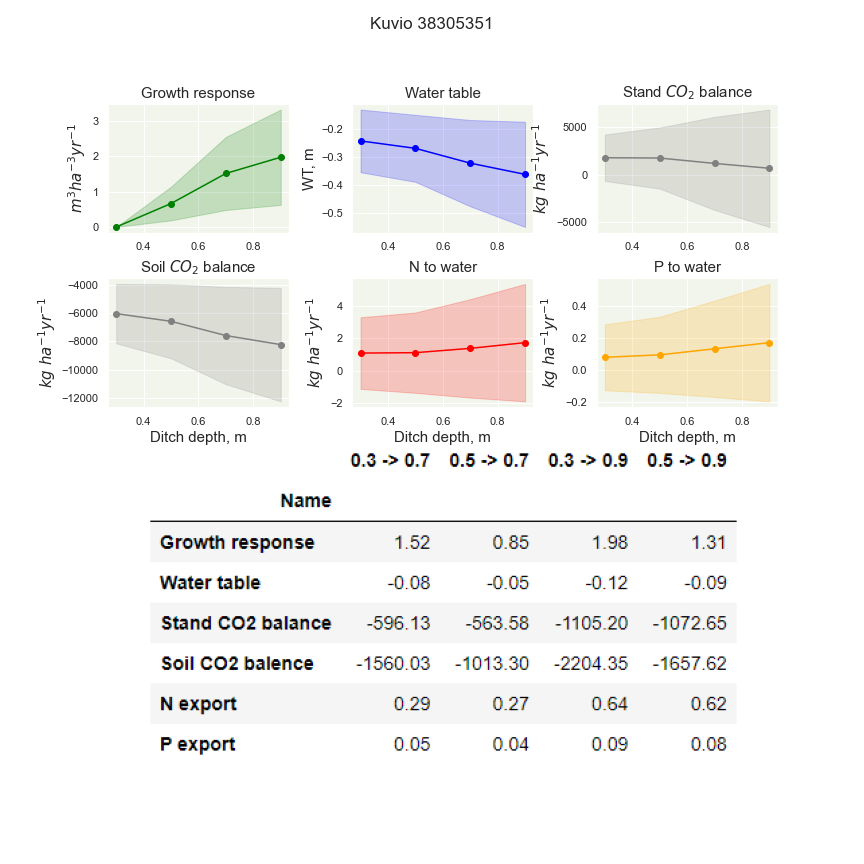 Kuvio 38305351
Growth response
Water table
Stand CO2 balance
m³ha⁻³yr⁻¹
3
2
1
0
0.4 0.6 0.8
WT, m
−0.2
−0.3
−0.4
−0.5
0.4 0.6 0.8
kg ha⁻¹yr⁻¹
5000
0
−5000
0.4 0.6 0.8
Soil CO2 balance
N to water
P to water
kg ha⁻¹yr⁻¹
−4000
−6000
−8000
−10000
−12000
0.4 0.6 0.8
Ditch depth, m
kg ha⁻¹yr⁻¹
4
2
0
−2
0.4 0.6 0.8
Ditch depth, m
kg ha⁻¹yr⁻¹
0.4
0.2
0.0
−0.2
0.4 0.6 0.8
Ditch depth, m
0.3 -> 0.7 0.5 -> 0.7 0.3 -> 0.9 0.5 -> 0.9
Name
Growth response 1.52 0.85 1.98 1.31
Water table -0.08 -0.05 -0.12 -0.09
Stand CO2 balance -596.13 -563.58 -1105.20 -1072.65
Soil CO2 balence -1560.03 -1013.30 -2204.35 -1657.62
N export 0.29 0.27 0.64 0.62
P export 0.05 0.04 0.09 0.08